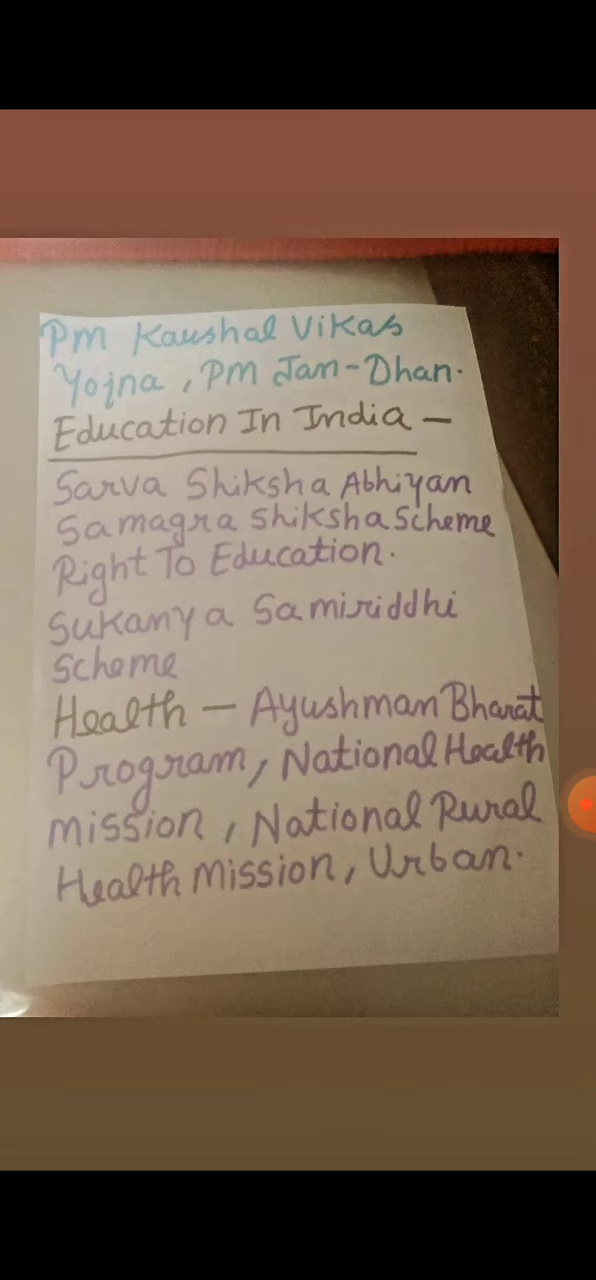 PM Kaushal Vikas
Yojna, PM Jan-Dhan.
Education In India –
Sarva Shiksha Abhiyan
Samagra Shiksha Scheme
Right To Education.
Sukanya Samiriddhi
Scheme
Health – Ayushman Bharat
Program, National Health
Mission, National Rural
Health Mission, Urban.